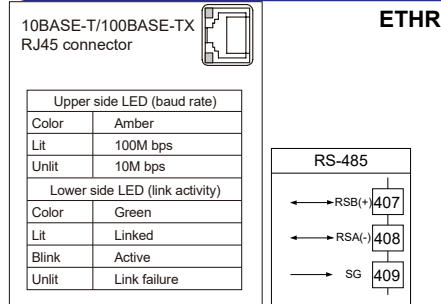 10BASE-T/100BASE-TX
RJ45 connector
ETHR
Upper side LED (baud rate)
Color Amber
Lit 100M bps
Unlit 10M bps
Lower side LED (link activity)
Color Green
Lit Linked
Blink Active
Unlit Link failure
RS-485
RSB(+) 407
RSA(-) 408
SG 409